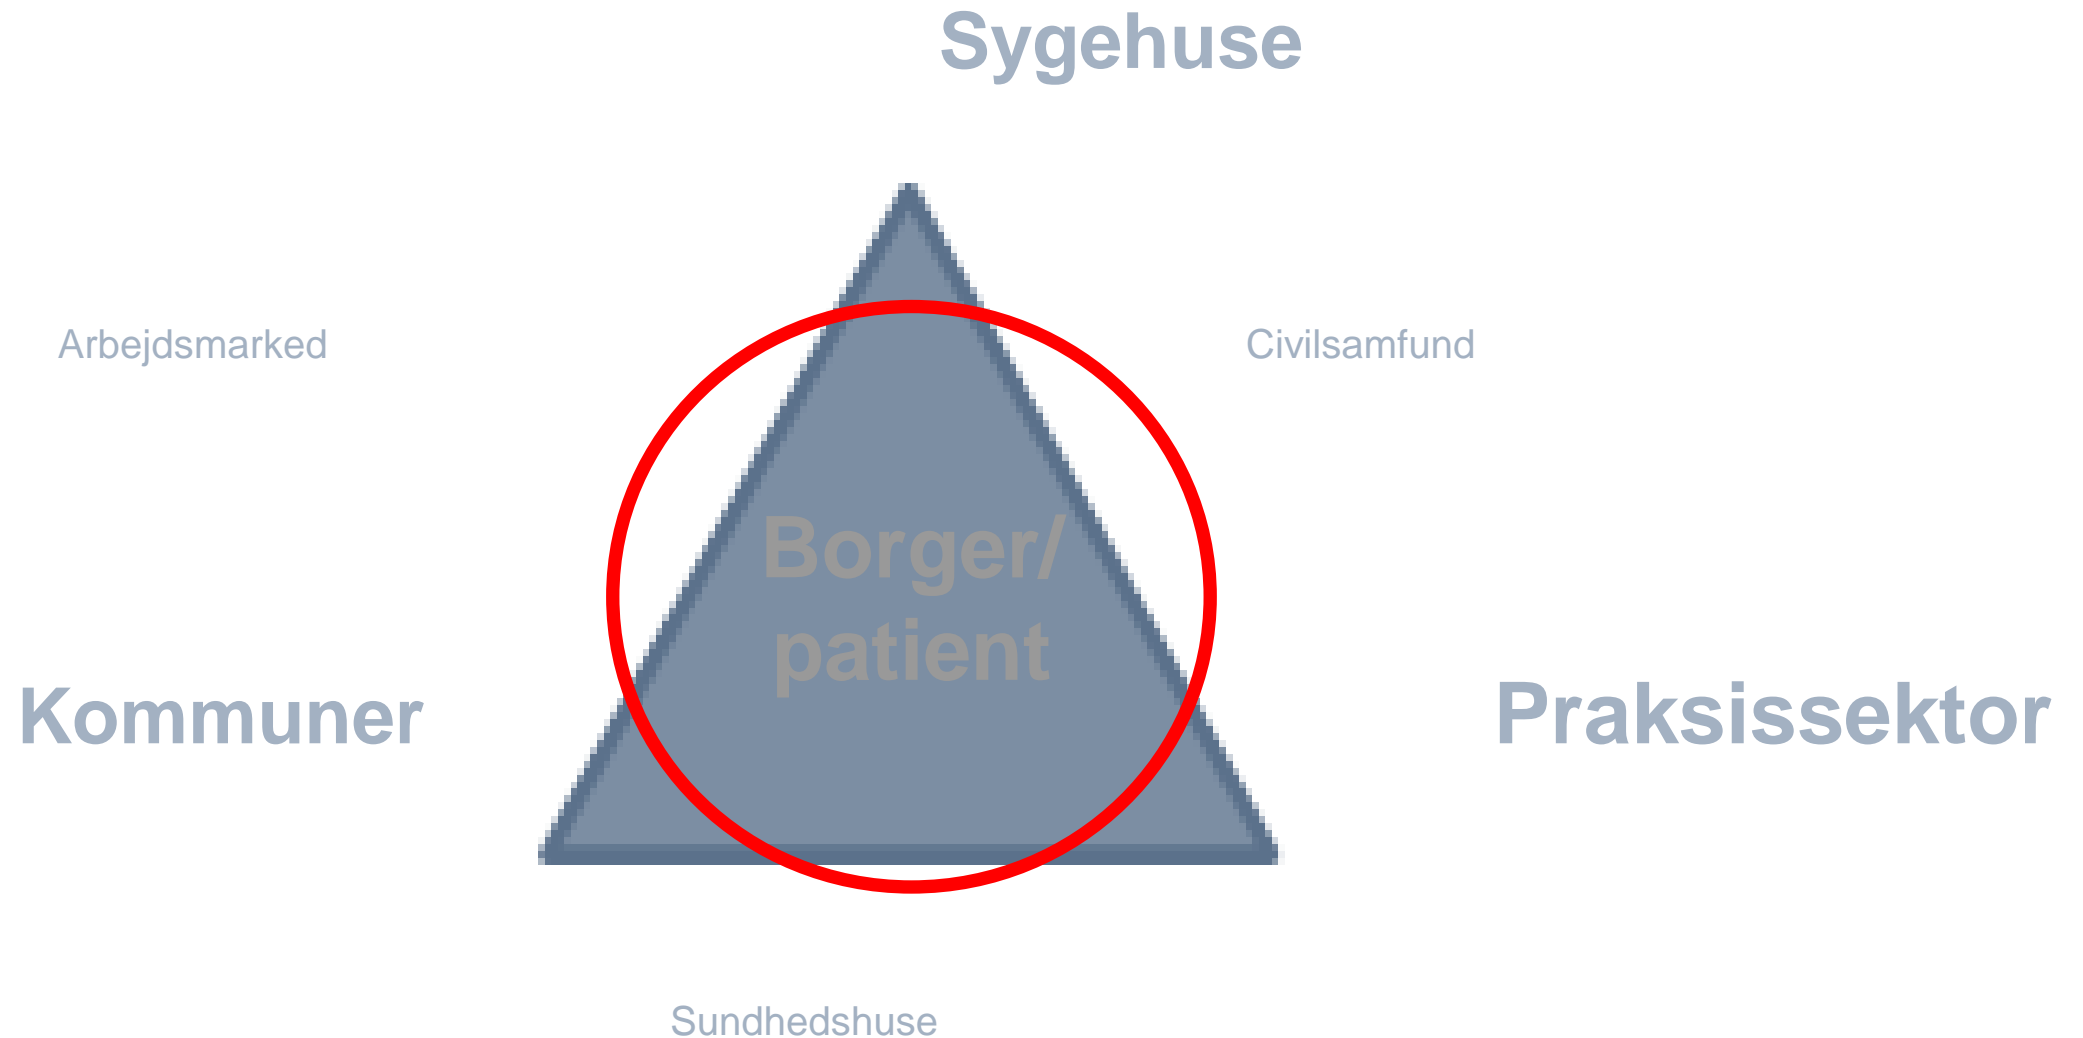 Sygehuse
Arbejdsmarked
Civilsamfund
Borger/
patient
Kommuner
Praksissektor
Sundhedshuse